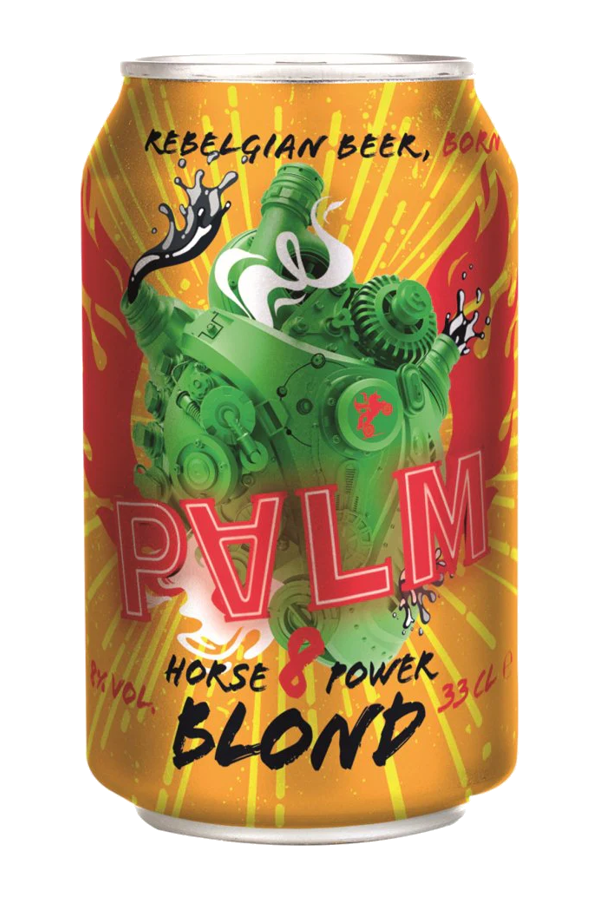 REBELGIAN BEER, BORN
PALM
HORSE 8 POWER
8% VOL. 33 CL e
BLOND